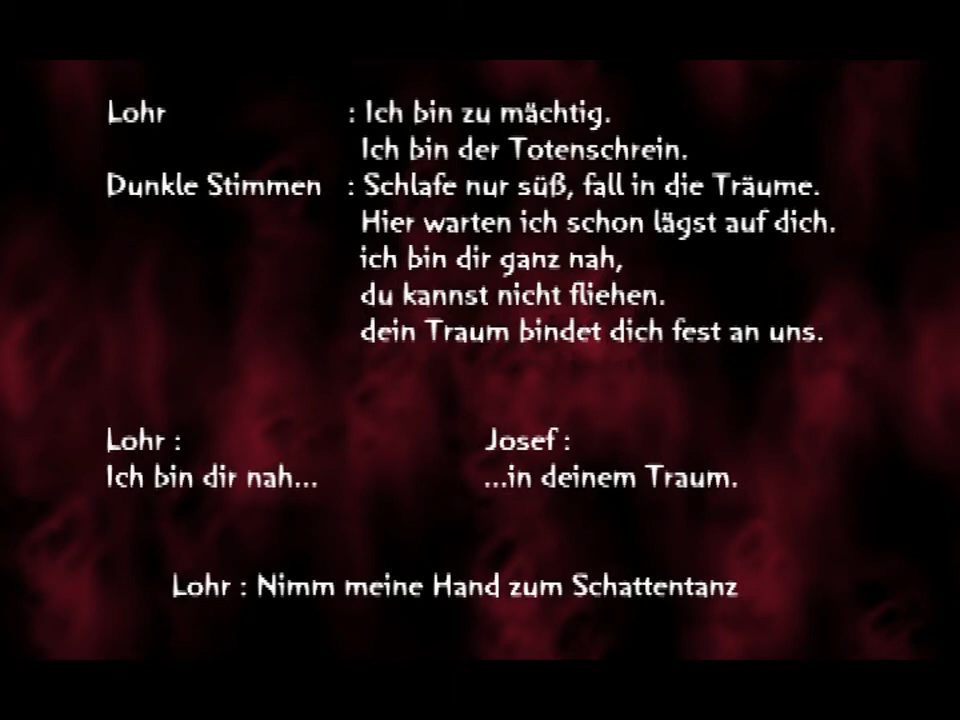 Lohr : Ich bin zu mächtig.
Ich bin der Totenschrein.
Dunkle Stimmen : Schlafe nur süß, fall in die Träume.
Hier warten ich schon lägst auf dich.
ich bin dir ganz nah,
du kannst nicht fliehen.
dein Traum bindet dich fest an uns.
Lohr : Josef :
Ich bin dir nah... ...in deinem Traum.
Lohr : Nimm meine Hand zum Schattentanz